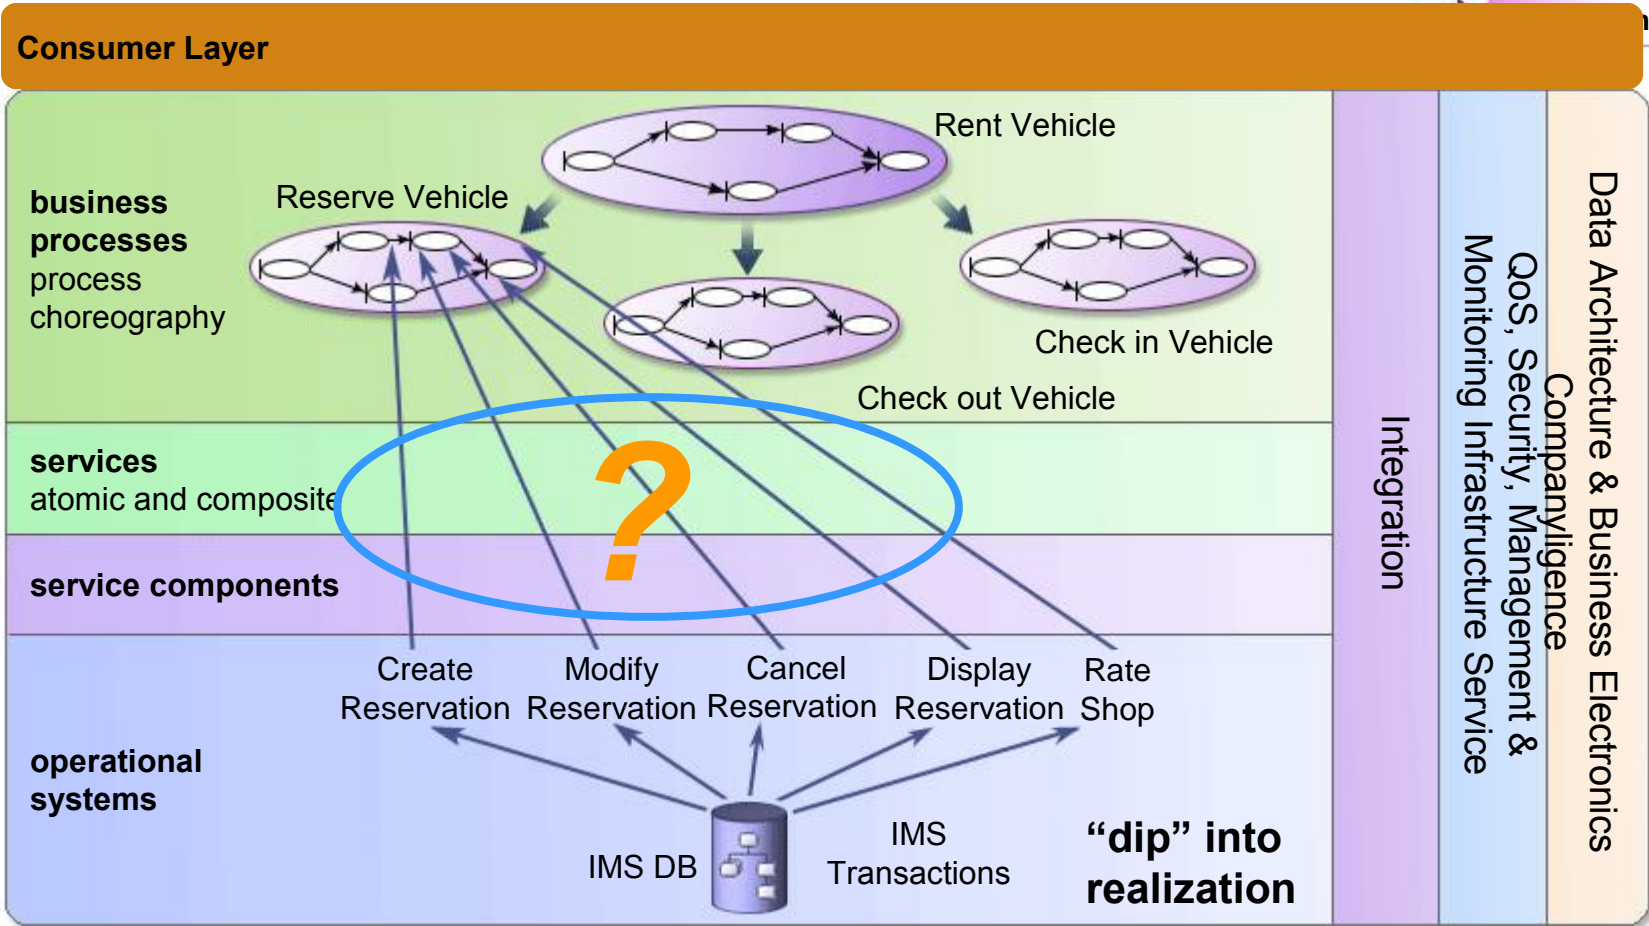 Consumer Layer
Rent Vehicle
Reserve Vehicle
business
processes
process
choreography
Check in Vehicle
Check out Vehicle
services
atomic and composite
?
service components
Create
Reservation
Modify
Reservation
Cancel
Reservation
Display
Reservation
Rate
Shop
operational
systems
IMS DB
IMS
Transactions
“dip” into
realization
Integration
QoS, Security, Management &
Monitoring Infrastructure Service
Data Architecture & Business Electronics
Companyligence